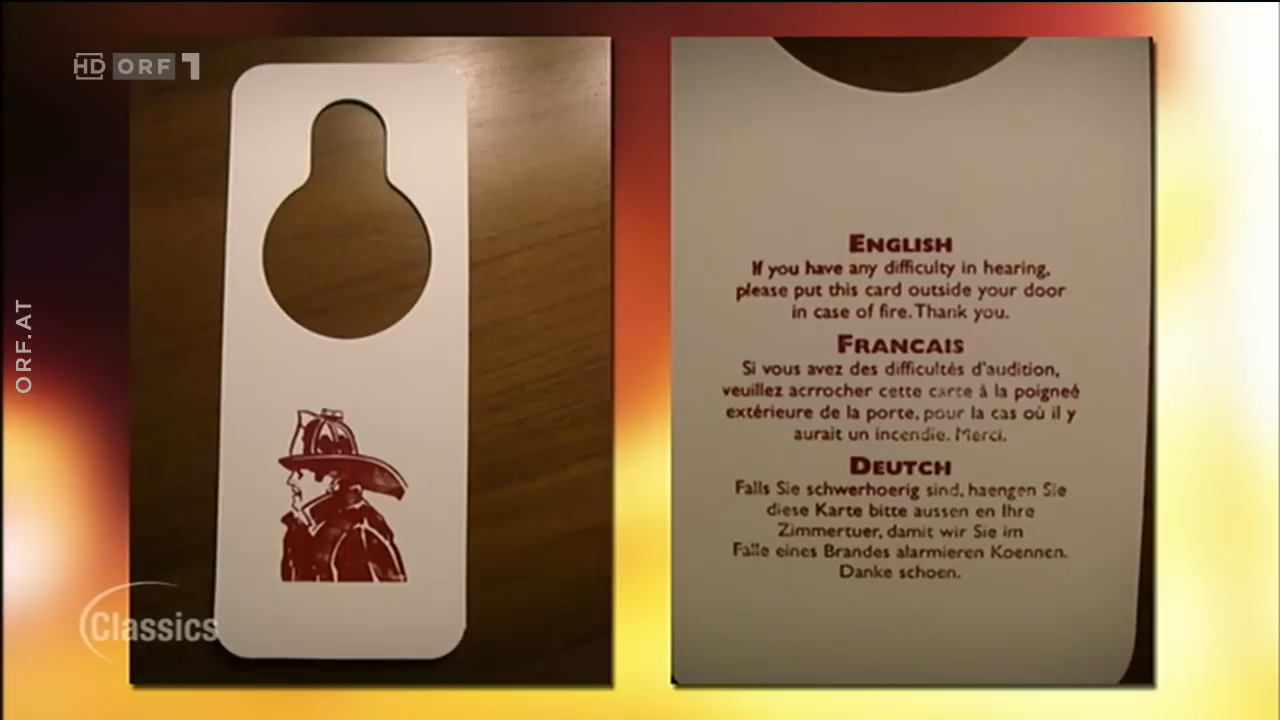 HD ORF 1
ORF.AT
Classics
ENGLISH
If you have any difficulty in hearing,
please put this card outside your door
in case of fire. Thank you.
FRANCAIS
Si vous avez des difficultés d'audition,
veuillez acrrocher cette carte à la poigneé
extérieure de la porte, pour la cas où il y
aurait un incendie. Merci.
DEUTCH
Falls Sie schwerhoerig sind, haengen Sie
diese Karte bitte aussen en Ihre
Zimmertuer, damit wir Sie im
Falle eines Brandes alarmieren Koennen.
Danke schoen.